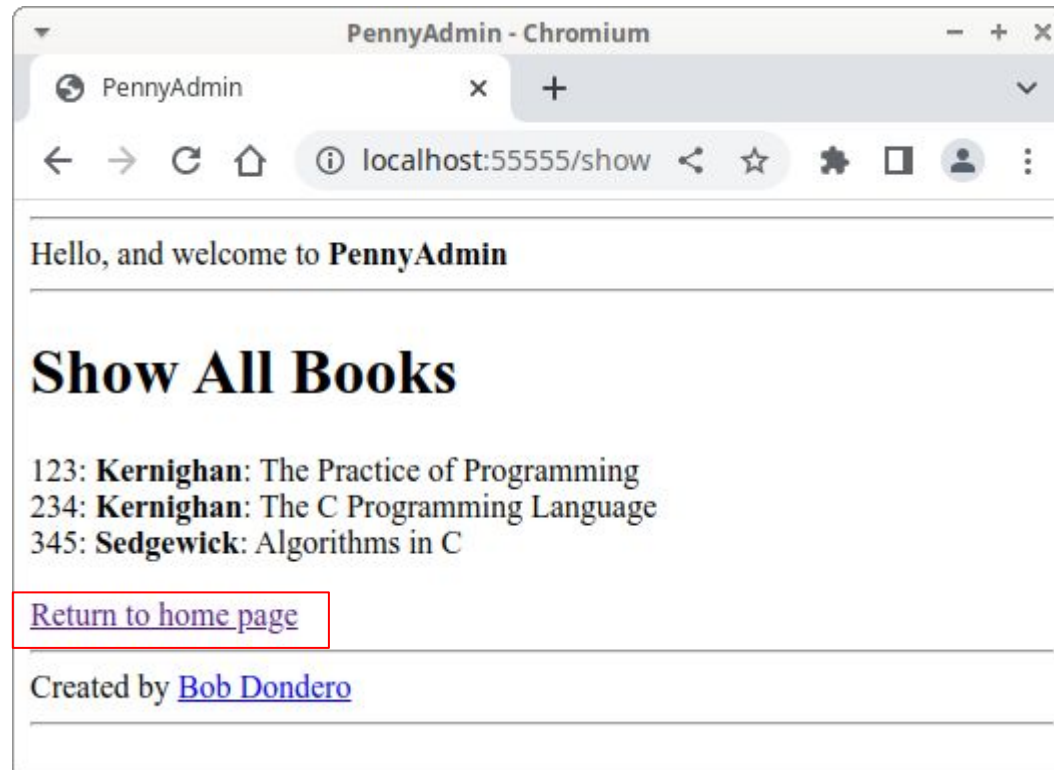 PennyAdmin - Chromium
PennyAdmin
localhost:55555/show
Hello, and welcome to PennyAdmin
Show All Books
123: Kernighan: The Practice of Programming
234: Kernighan: The C Programming Language
345: Sedgewick: Algorithms in C
Return to home page
Created by Bob Dondero